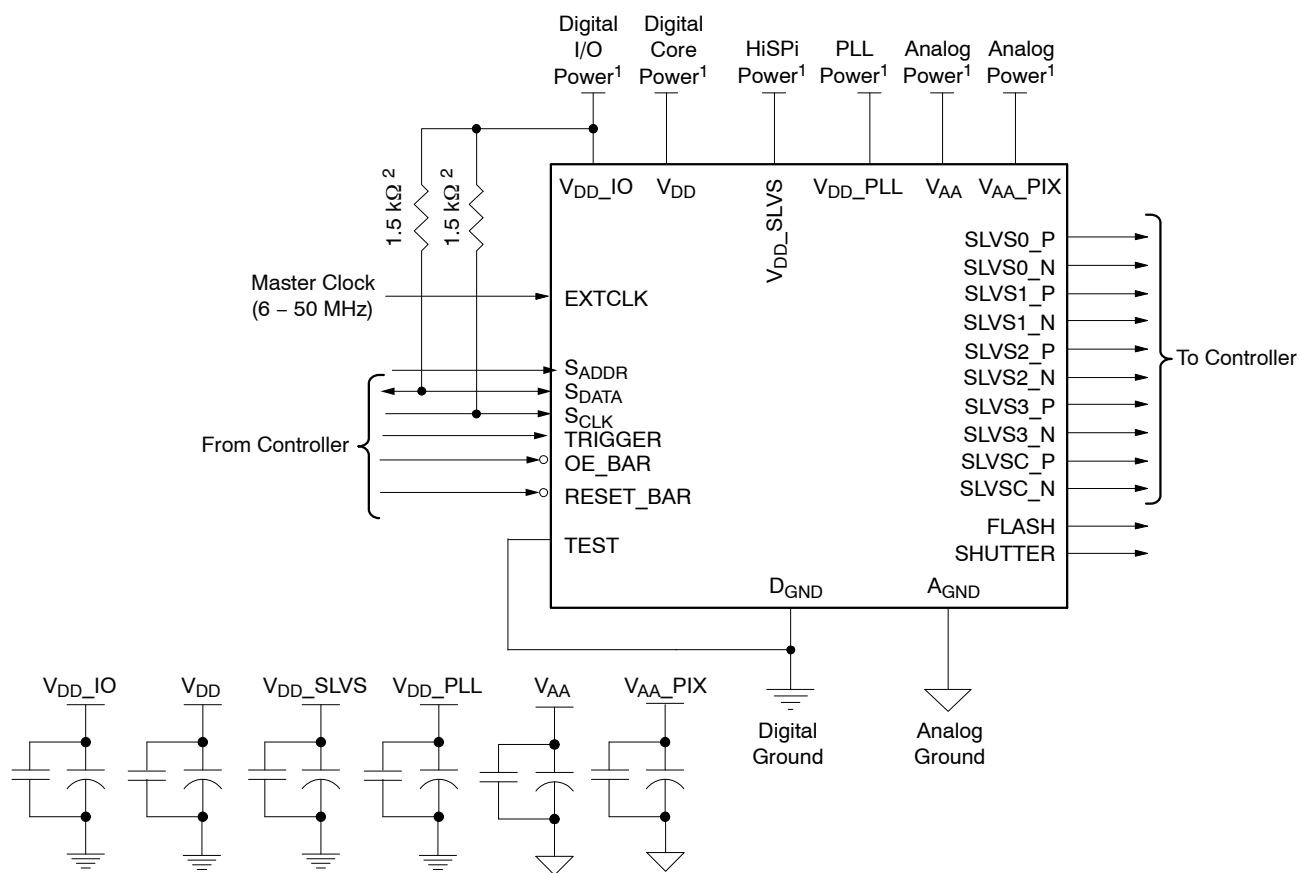 Digital
I/O
Power1
Digital
Core
Power1
HiSPi
Power1
PLL
Power1
Analog
Power1
Analog
Power1
1.5 kΩ 2
1.5 kΩ 2
VDD_IO
VDD
VDD_SLVS
VDD_PLL
VAA
VAA_PIX
Master Clock
(6 – 50 MHz)
EXTCLK
From Controller
SADDR
SDATA
SCLK
TRIGGER
OE_BAR
RESET_BAR
TEST
SLVS0_P
SLVS0_N
SLVS1_P
SLVS1_N
SLVS2_P
SLVS2_N
SLVS3_P
SLVS3_N
SLVSC_P
SLVSC_N
To Controller
FLASH
SHUTTER
DGND
AGND
Digital
Ground
Analog
Ground
VDD_IO
VDD
VDD_SLVS
VDD_PLL
VAA
VAA_PIX